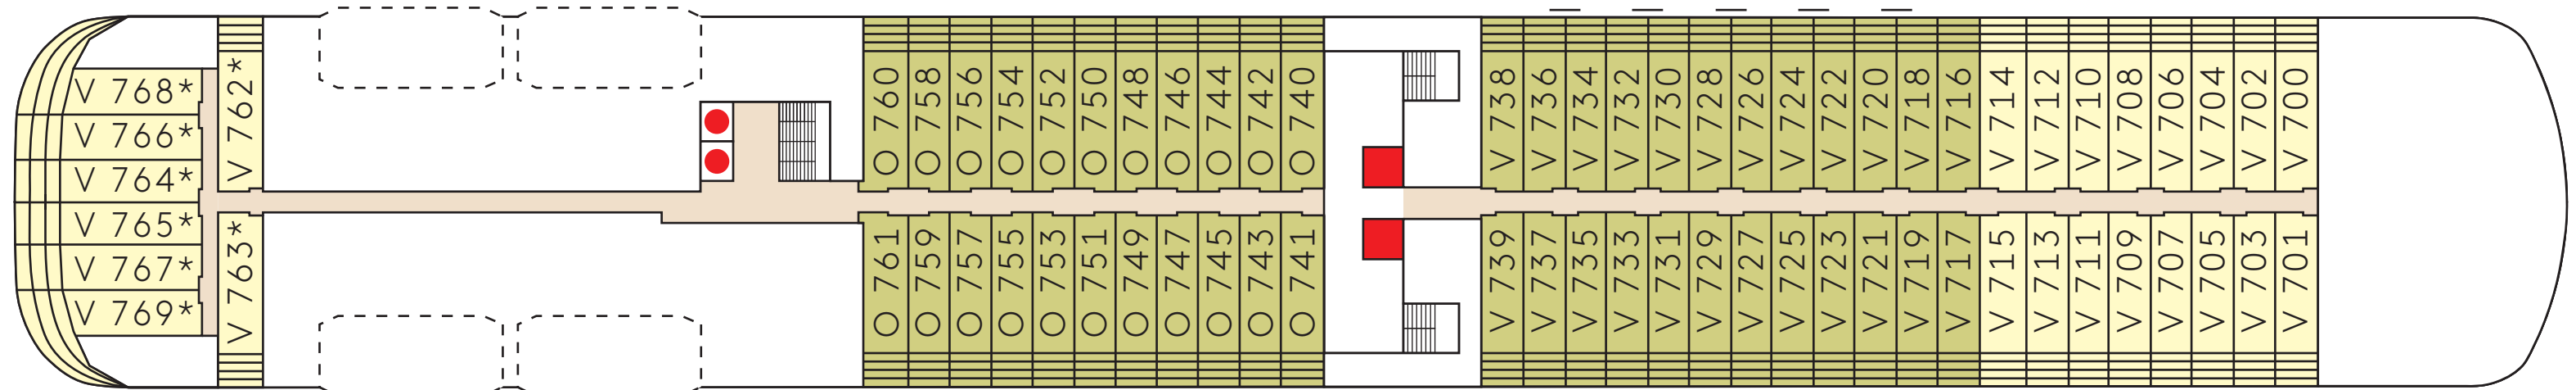 V 768*
V 766*
V 764*
V 765*
V 767*
V 769*
V 762*
V 763*
O 760
O 758
O 756
O 754
O 752
O 750
O 748
O 746
O 744
O 742
O 740
O 761
O 759
O 757
O 755
O 753
O 751
O 749
O 747
O 745
O 743
O 741
V 738
V 736
V 734
V 732
V 730
V 728
V 726
V 724
V 722
V 720
V 718
V 716
V 714
V 712
V 710
V 708
V 706
V 704
V 702
V 700
V 739
V 737
V 735
V 733
V 731
V 729
V 727
V 725
V 723
V 721
V 719
V 717
V 715
V 713
V 711
V 709
V 707
V 705
V 703
V 701